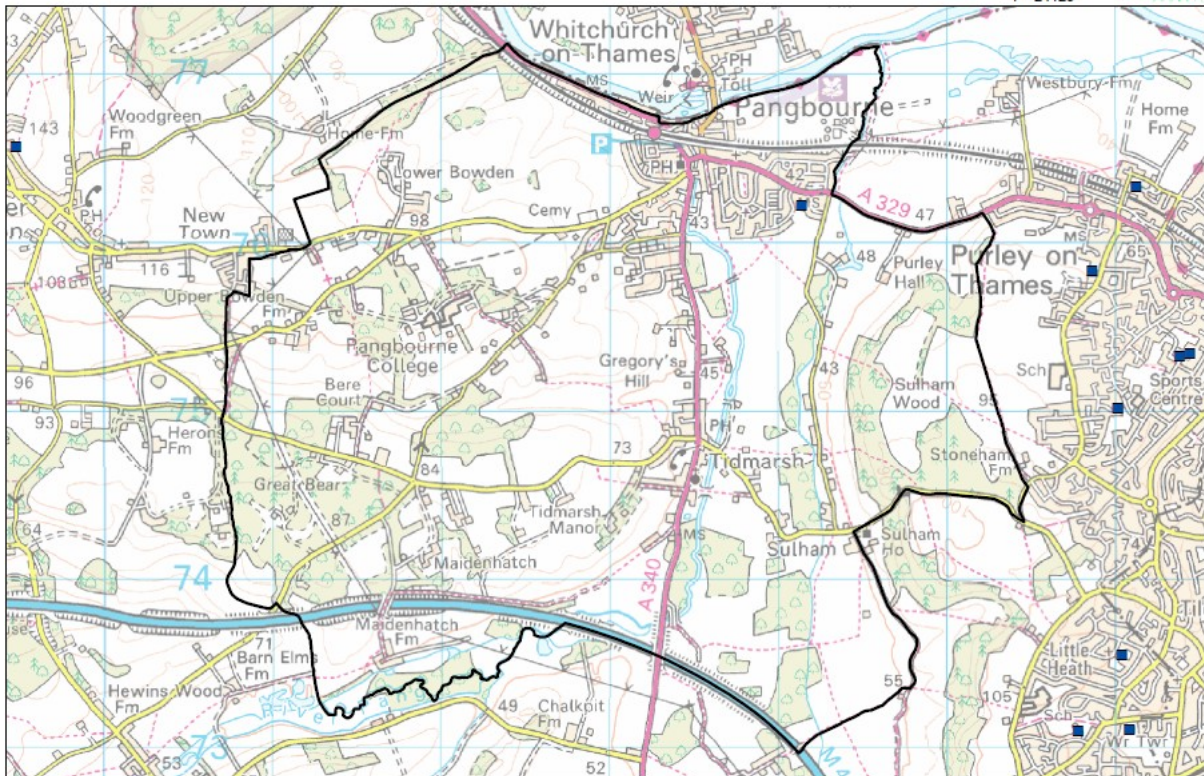 Whitchurch
on-Thames
77
Woodgreen
Fm
143
MS
PH
Toll
Weir
Pangbourne
Westbury Fm
Home
Fm
Home Fm
110
120
P
PH
Lower Bowden
42
A 329
47
PH
New
Town
98
Cemy
43
MS
65
116
108
Upper Bowden
Fm
48
Purley
Hall
Purley on
Thames
Pangbourne
College
Gregory's
Hill
45
43
Sulham
Wood
Sch
Sports
Centre
96
Bere
Court
75
93
Herons
Fm
73
PH
Tidmarsh
95
Stoneham
Fm
84
Great Bear
87
Tidmarsh
Manor
64
MS
Sulham
Sulham
Ho
74
74
Maidenhatch
A340
Maidenhatch
Fm
71
Barn Elms
Fm
Little
Heath
Hewins Wood
Fm
49
Chalkpit
Fm
55
105
Sch
Wr Twr
73
53
52
M4